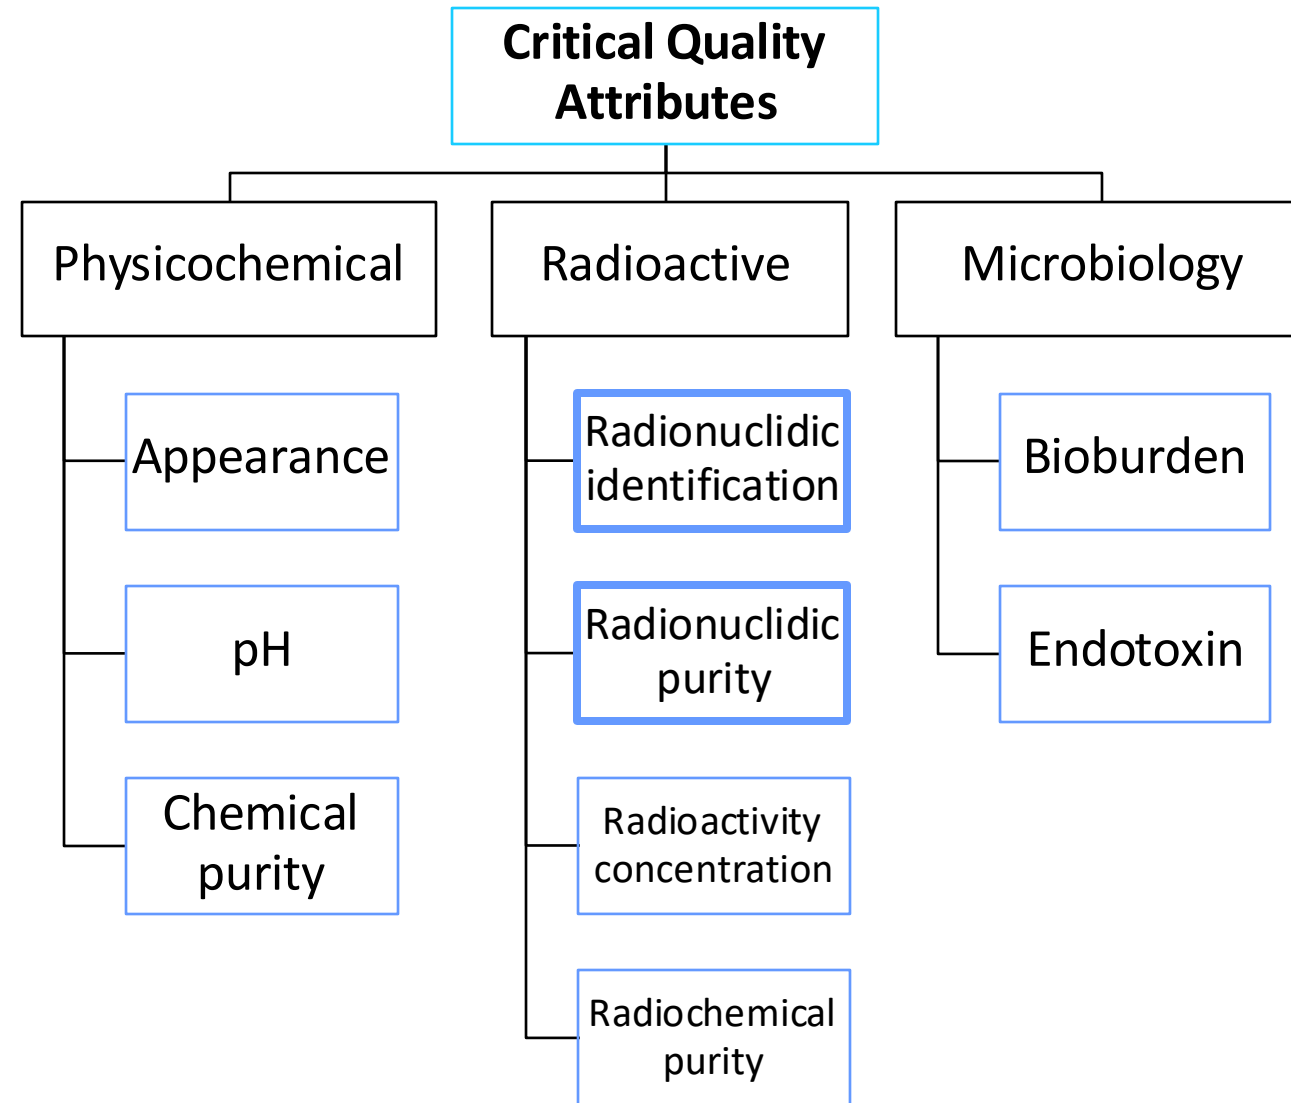 Critical Quality
Attributes
Physicochemical
Radioactive
Microbiology
Appearance
pH
Chemical
purity
Radionuclidic
identification
Radionuclidic
purity
Radioactivity
concentration
Radiochemical
purity
Bioburden
Endotoxin